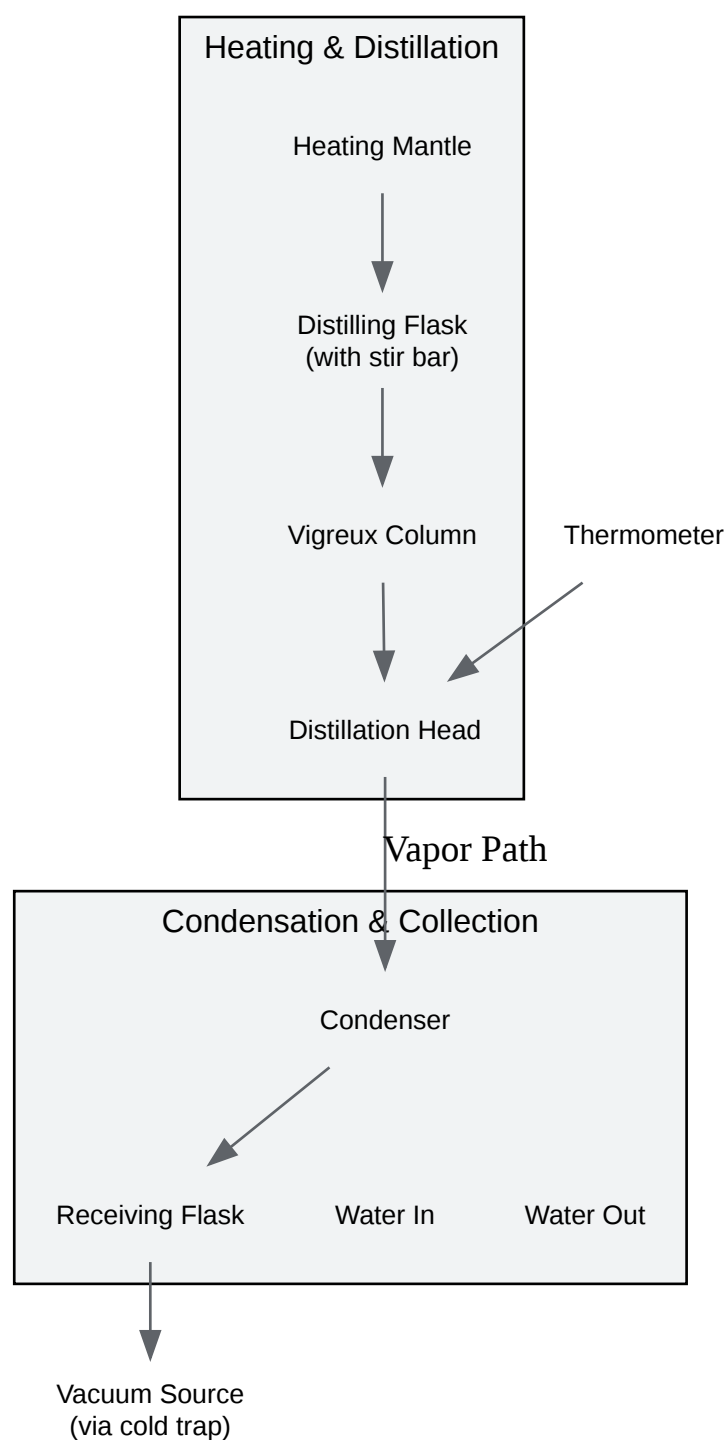 Heating & Distillation
Heating Mantle
Distilling Flask
(with stir bar)
Vigreux Column
Thermometer
Distillation Head
Vapor Path
Condensation & Collection
Condenser
Receiving Flask
Water In
Water Out
Vacuum Source
(via cold trap)